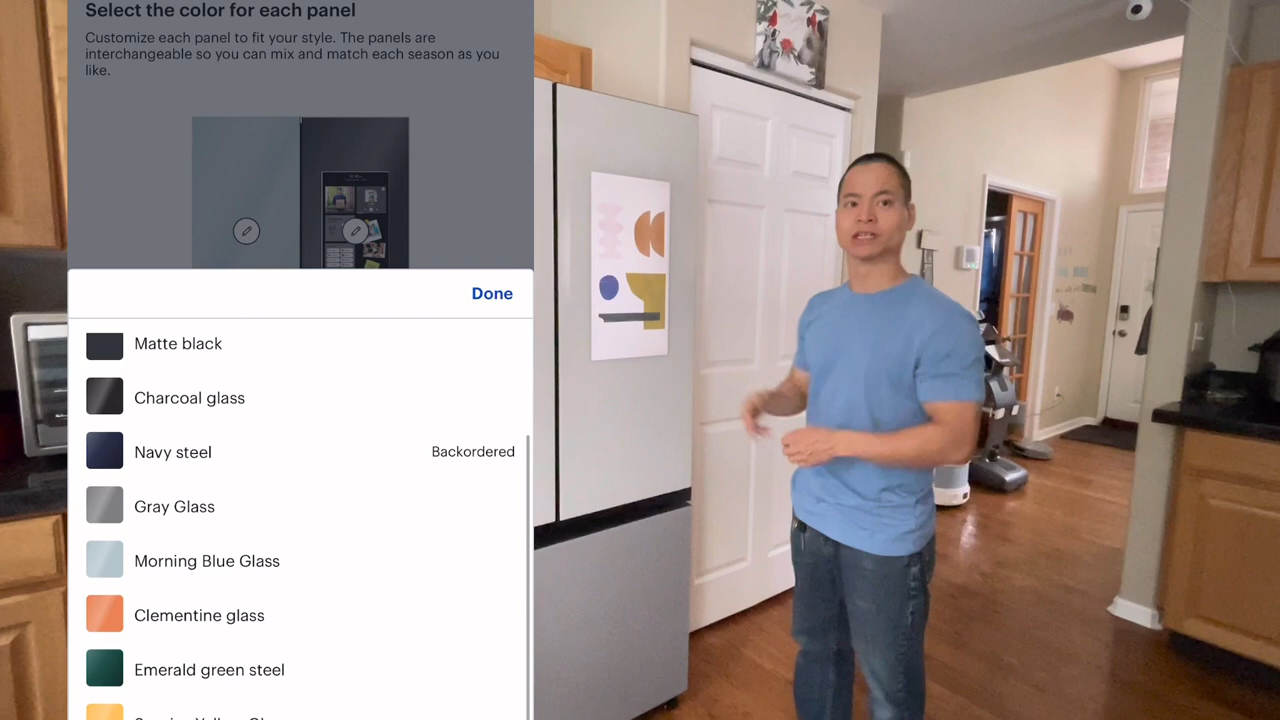 Select the color for each panel
Customize each panel to fit your style. The panels are
interchangeable so you can mix and match each season as you
like.
Done
Matte black
Charcoal glass
Navy steel
Backordered
Gray Glass
Morning Blue Glass
Clementine glass
Emerald green steel